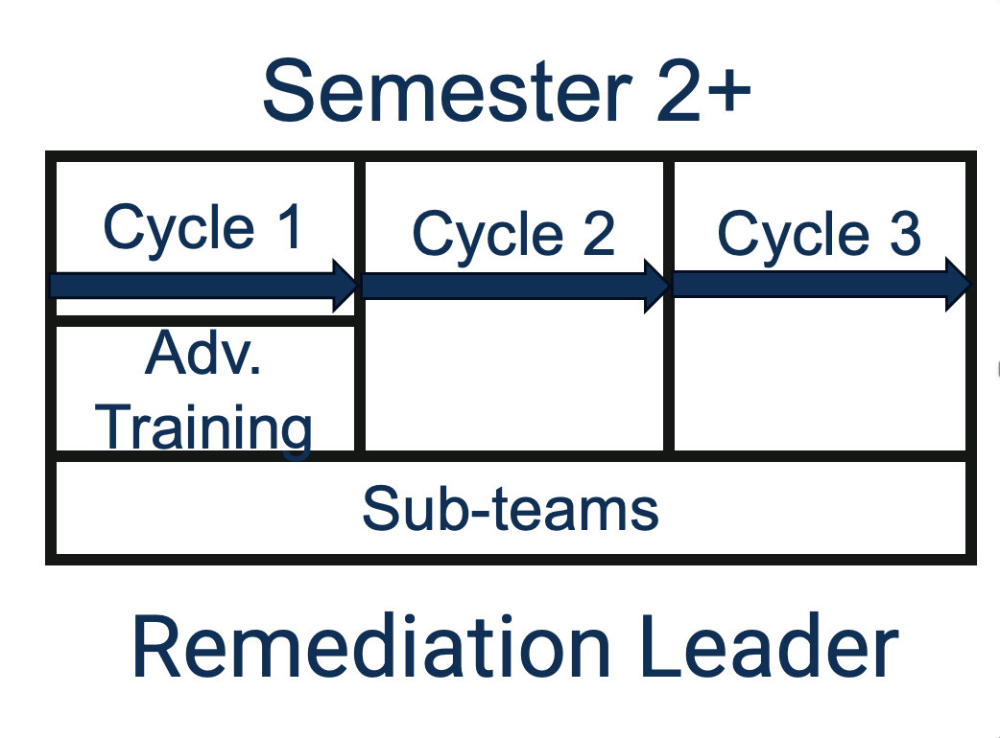 Semester 2+
Cycle 1
Cycle 2
Cycle 3
Adv.
Training
Sub-teams
Remediation Leader